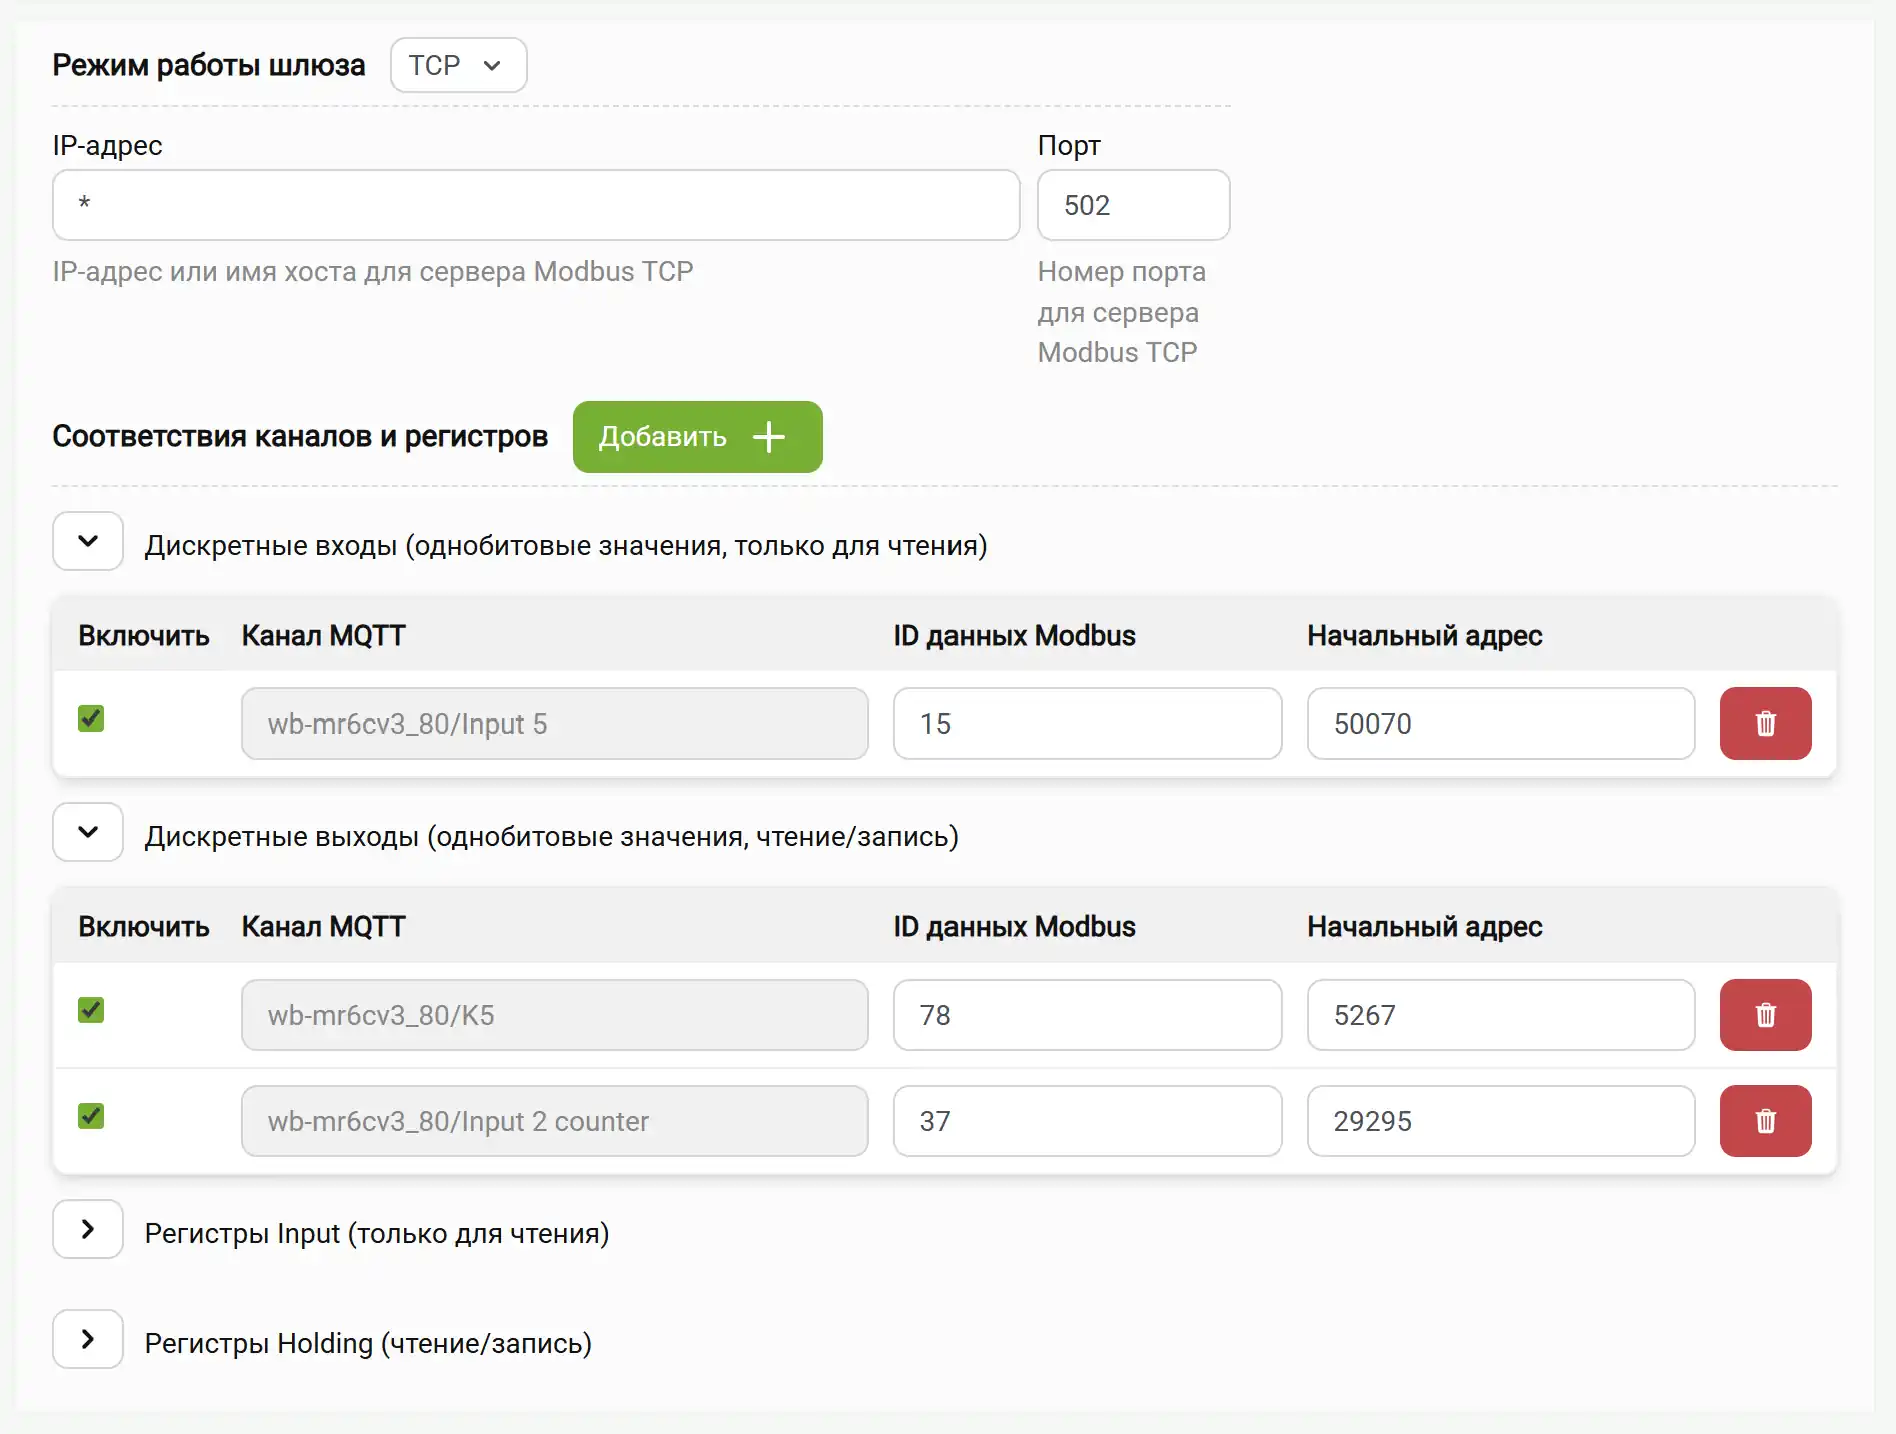 Режим работы шлюза TCP
IP-адрес Порт
* 502
IP-адрес или имя хоста для сервера Modbus TCP
Номер порта
для сервера
Modbus TCP
Соответствия каналов и регистров Добавить +
Дискретные входы (однобитовые значения, только для чтения)
Включить Канал MQTT ID данных Modbus Начальный адрес
wb-mr6cv3_80/Input 5 15 50070
Дискретные выходы (однобитовые значения, чтение/запись)
Включить Канал MQTT ID данных Modbus Начальный адрес
wb-mr6cv3_80/K5 78 5267
wb-mr6cv3_80/Input 2 counter 37 29295
Регистры Input (только для чтения)
Регистры Holding (чтение/запись)